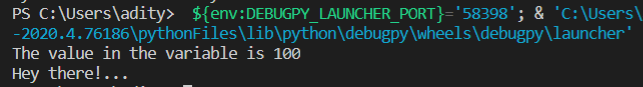 PS C:\Users\adity>  ${env:DEBUGPY_LAUNCHER_PORT}='58398'; & 'C:\Users\
-2020.4.76186\pythonFiles\lib\python\debugpy\wheels\debugpy\launcher'
The value in the variable is 100
Hey there!...